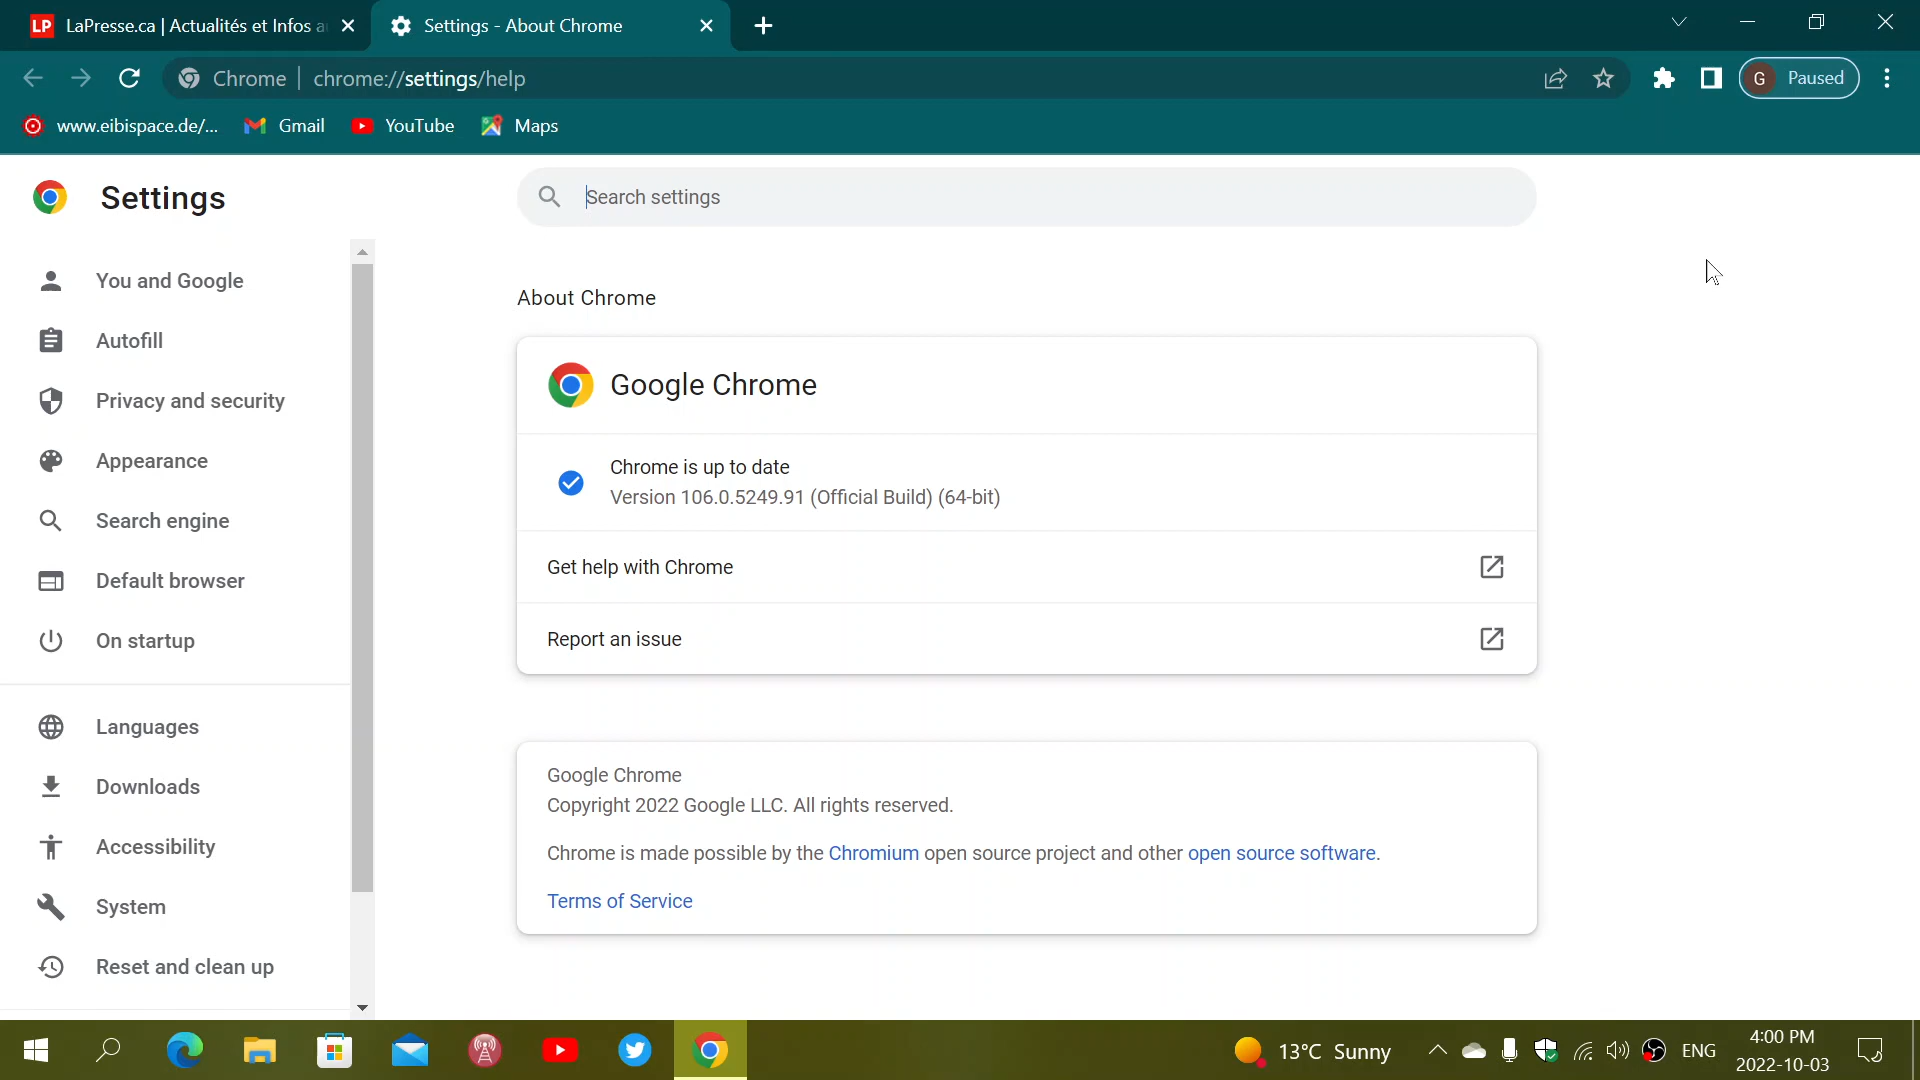 LP LaPresse.ca | Actualités et Infos a
Settings - About Chrome
Chrome | chrome://settings/help
G Paused
www.eibispace.de/...
Gmail
YouTube
Maps
Settings
Search settings
You and Google
Autofill
Privacy and security
Appearance
Search engine
Default browser
On startup
Languages
Downloads
Accessibility
System
Reset and clean up
About Chrome
Google Chrome
Chrome is up to date
Version 106.0.5249.91 (Official Build) (64-bit)
Get help with Chrome
Report an issue
Google Chrome
Copyright 2022 Google LLC. All rights reserved.
Chrome is made possible by the Chromium open source project and other open source software.
Terms of Service
13°C Sunny
ENG
4:00 PM
2022-10-03